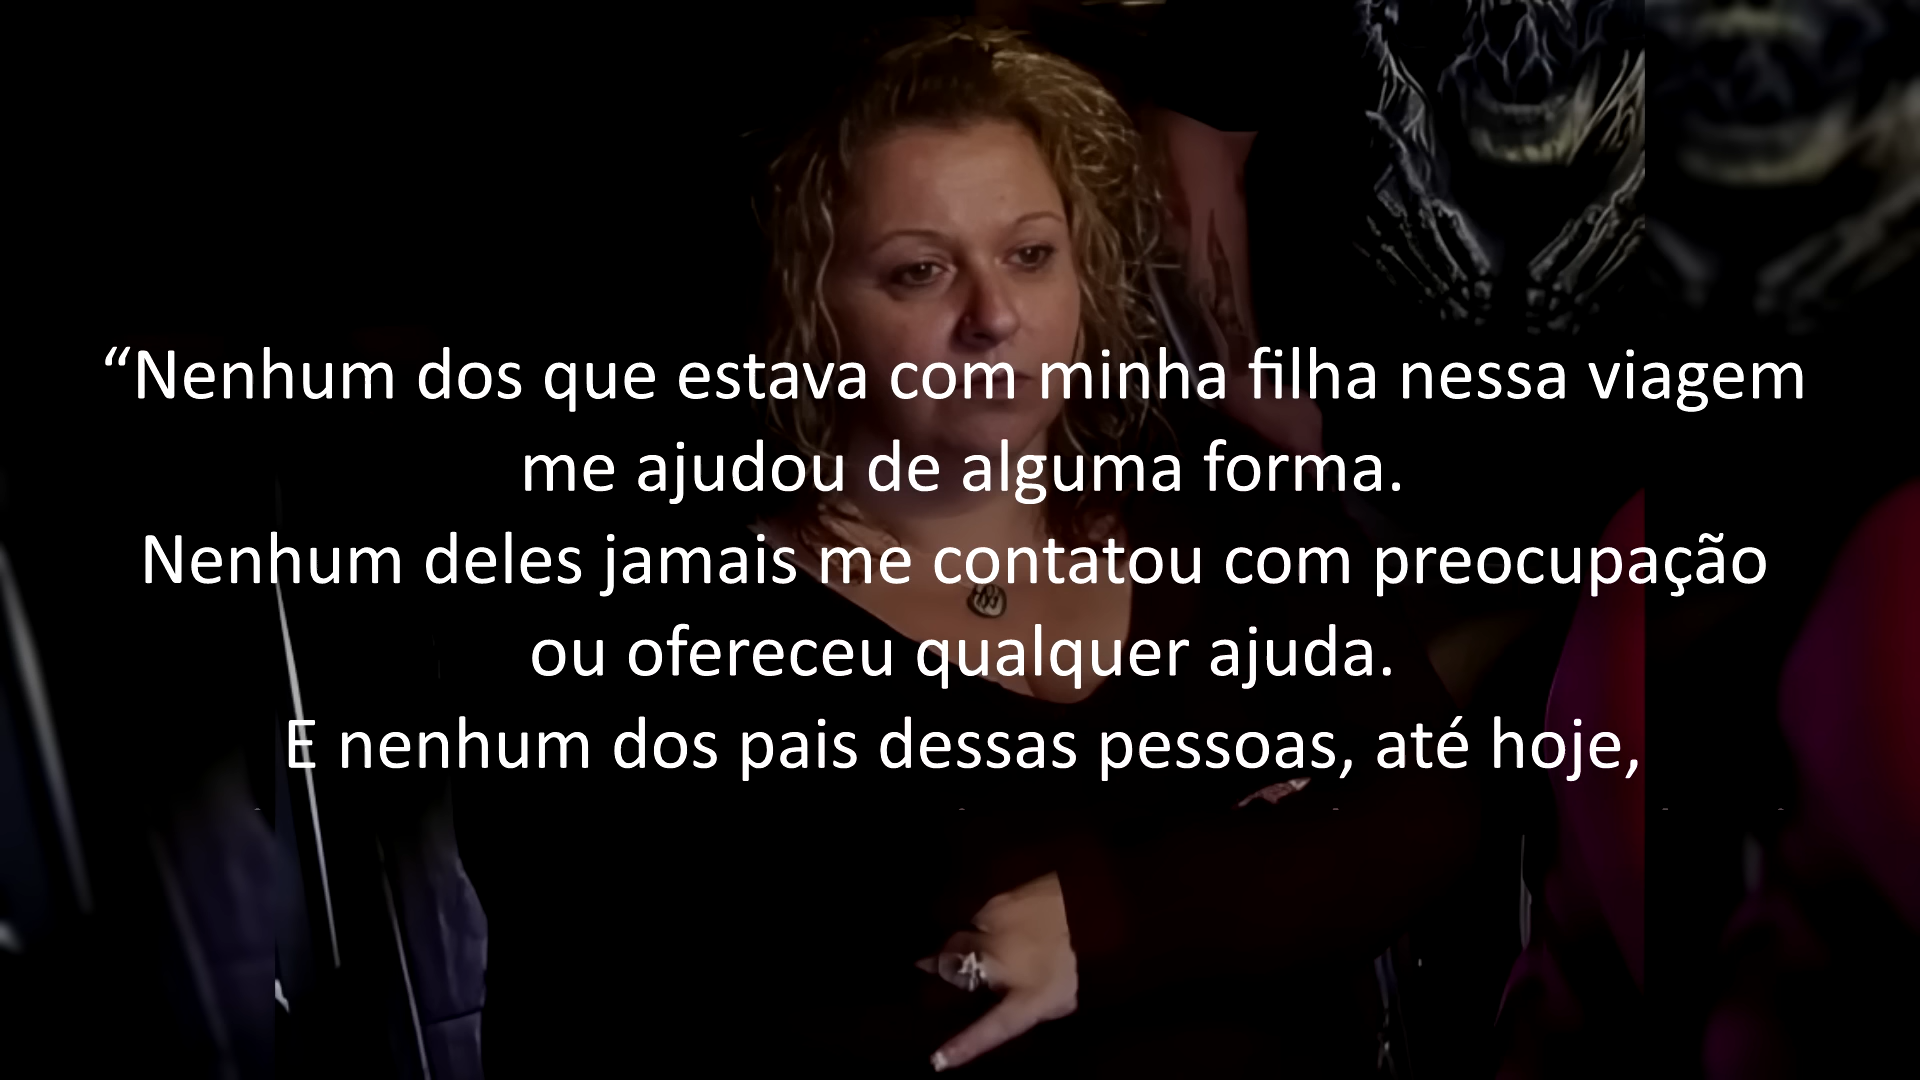 “Nenhum dos que estava com minha filha nessa viagem
me ajudou de alguma forma.
Nenhum deles jamais me contatou com preocupação
ou ofereceu qualquer ajuda.
E nenhum dos pais dessas pessoas, até hoje,